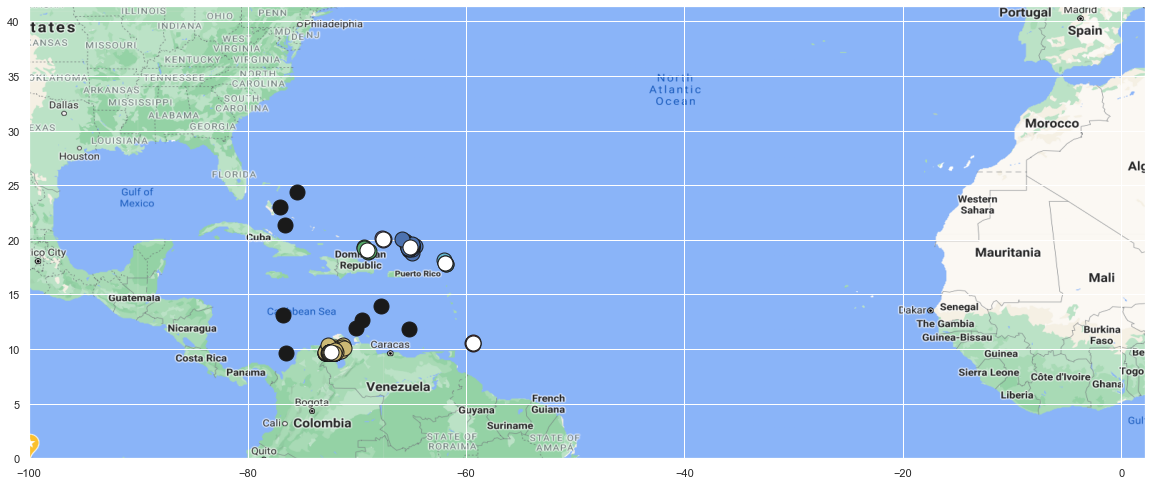 40
35
30
25
20
15
10
5
0
−100
−80
−60
−40
−20
0
ILLINOIS
OHIO
PENN
Philadelphia
tates
INDIANA
MD
DE
NJ
WEST
VIRGINIA
KANSAS
MISSOURI
KENTUCKY
VIRGINIA
OKLAHOMA
TENNESSEE
NORTH
CAROLINA
ARKANSAS
Dallas
MISSISSIPPI
SOUTH
CAROLINA
ALABAMA
GEORGIA
EXAS
LOUISIANA
Houston
FLORIDA
Gulf of
Mexico
Cuba
ico City
Dominican
Republic
Puerto Rico
Guatemala
Caribbean Sea
Nicaragua
Caracas
Costa Rica
Panama
Venezuela
Bogota
Guyana
French
Guiana
Cali
Colombia
Suriname
STATE OF
RORAIMA
STATE OF
AMAPA
Quito
North
Atlantic
Ocean
Portugal
Madrid
Spain
Morocco
Alg
Western
Sahara
Mauritania
Mali
Dakar
Senegal
The Gambia
Guinea-Bissau
Burkina
Faso
Guinea
Be
Sierra Leone
Côte d'Ivoire
Togo
Ghana
Liberia
Gulf